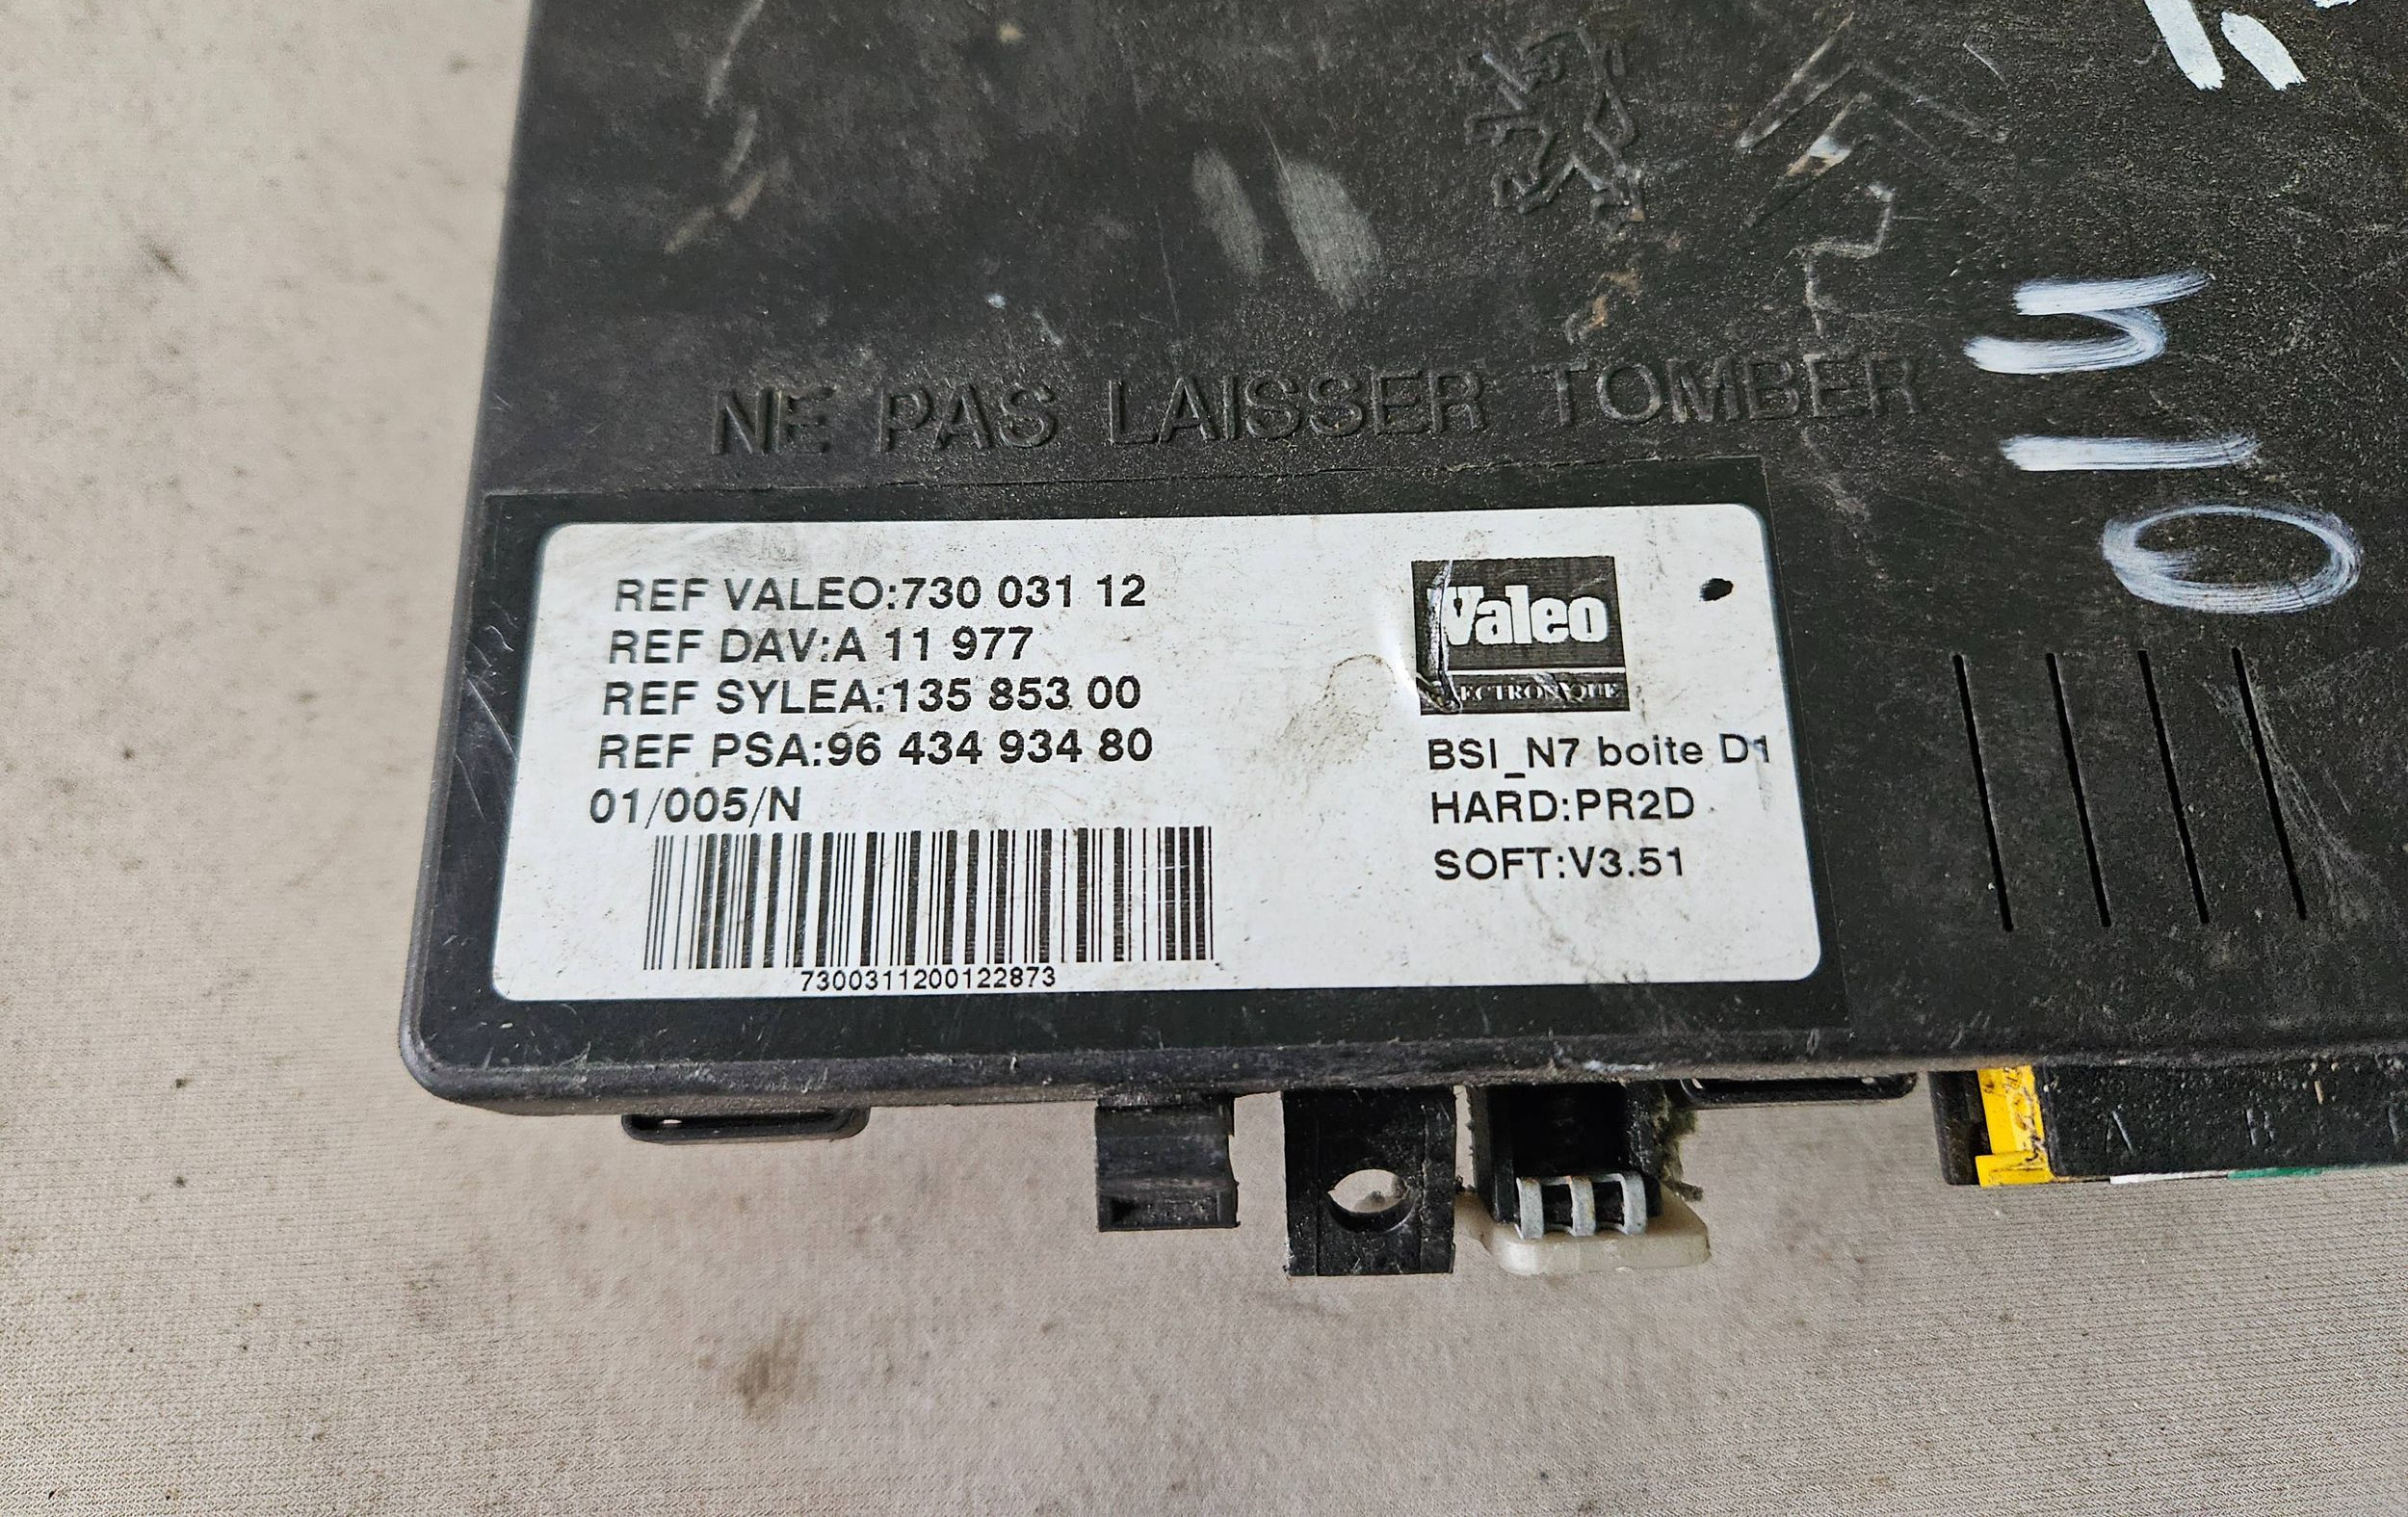 NE PAS LAISSER TOMBER
REF VALEO:730 031 12
REF DAV:A 11 977
REF SYLEA:135 853 00
REF PSA:96 434 934 80
01/005/N
7300311200122873
Valeo
BSI_N7 boite D1
HARD:PR2D
SOFT:V3.51
A B